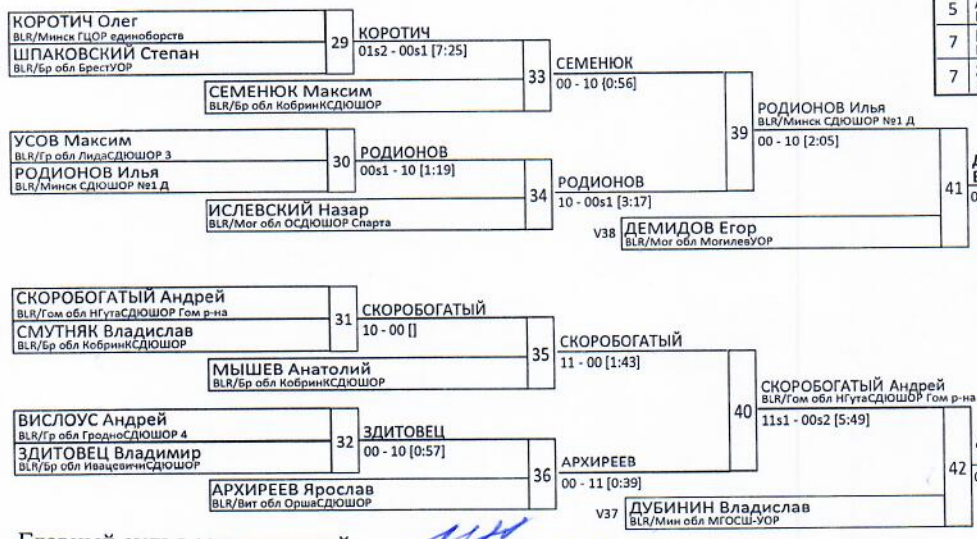 КОРОТИЧ Олег
BLR/Минск ГЦОР единоборств
ШПАКОВСКИЙ Степан
BLR/Бр обл БрестУОР
29
КОРОТИЧ
01s2 - 00s1 [7:25]
СЕМЕНЮК Максим
BLR/Бр обл КобринКСДЮШОР
33
СЕМЕНЮК
00 - 10 {0:56]
УСОВ Максим
BLR/Гр обл ЛидаСДЮШОР 3
РОДИОНОВ Илья
BLR/Минск СДЮШОР №1 Д
30
РОДИОНОВ
00s1 - 10 [1:19]
ИСЛЕВСКИЙ Назар
BLR/Мог обл ОСДЮШОР Спарта
34
РОДИОНОВ
10 - 00s1 [3:17]
39
РОДИОНОВ Илья
BLR/Минск СДЮШОР №1 Д
00 - 10 [2:05]
V38 ДЕМИДОВ Егор
BLR/Мог обл МогилевУОР
41
5
7
7
СКОРОБОГАТЫЙ Андрей
BLR/Гом обл НГутаСДЮШОР Гом р-на
СМУТНЯК Владислав
BLR/Бр обл КобринКСДЮШОР
31
СКОРОБОГАТЫЙ
10 - 00 []
МЫШЕВ Анатолий
BLR/Бр обл КобринКСДЮШОР
35
СКОРОБОГАТЫЙ
11 - 00 [1:43]
ВИСЛОУС Андрей
BLR/Гр обл ГродноСДЮШОР 4
ЗДИТОВЕЦ Владимир
BLR/Бр обл ИвацевичиСДЮШОР
32
ЗДИТОВЕЦ
00 - 10 [0:57]
АРХИРЕЕВ Ярослав
BLR/Вит обл ОршаСДЮШОР
36
АРХИРЕЕВ
00 - 11 [0:39]
40
СКОРОБОГАТЫЙ Андрей
BLR/Гом обл НГутаСДЮШОР Гом р-на
11s1 - 00s2 [5:49]
V37 ДУБИНИН Владислав
BLR/Мин обл МГОСШ-УОР
42